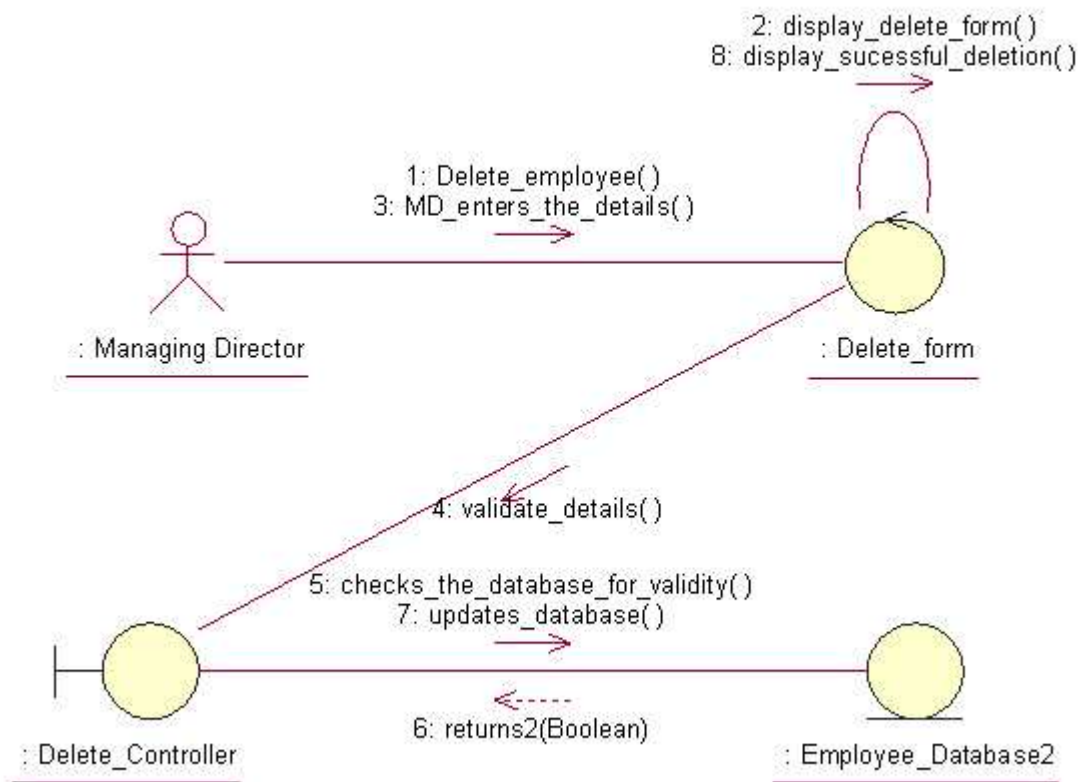 2: display_delete_form( )
8: display_sucessful_deletion( )
1: Delete_employee( )
3: MD_enters_the_details( )
: Managing Director
: Delete_form
4: validate_details( )
5: checks_the_database_for_validity( )
7: updates_database( )
6: returns2(Boolean)
: Delete_Controller
: Employee_Database2